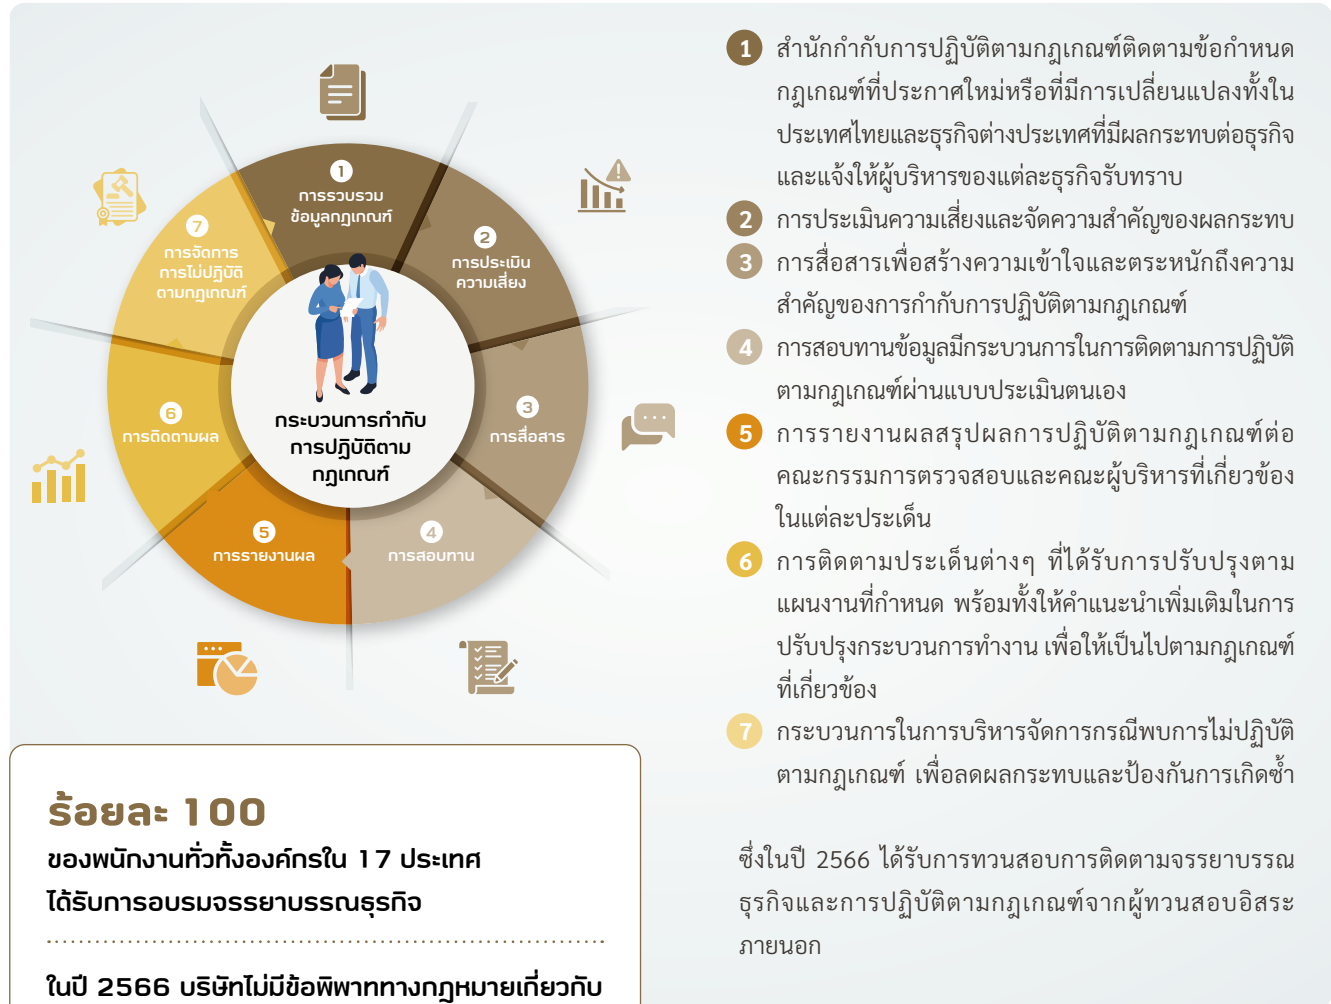 1
การรวบรวม
ข้อมูลกฎเกณฑ์
2
การประเมิน
ความเสี่ยง
3
การสื่อสาร
4
การสอบทาน
5
การรายงานผล
6
การติดตามผล
7
การจัดการ
การไม่ปฏิบัติ
ตามกฎเกณฑ์
กระบวนการกำกับ
การปฏิบัติตาม
กฎเกณฑ์
1 สำนักกำกับการปฏิบัติตามกฎเกณฑ์ติดตามข้อกำหนด
กฎเกณฑ์ที่ประกาศใหม่หรือที่มีการเปลี่ยนแปลงทั้งใน
ประเทศไทยและธุรกิจต่างประเทศที่มีผลกระทบต่อธุรกิจ
และแจ้งให้ผู้บริหารของแต่ละธุรกิจรับทราบ
2 การประเมินความเสี่ยงและจัดความสำคัญของผลกระทบ
3 การสื่อสารเพื่อสร้างความเข้าใจและตระหนักถึงความ
สำคัญของการกำกับการปฏิบัติตามกฎเกณฑ์
4 การสอบทานข้อมูลมีกระบวนการในการติดตามการปฏิบัติ
ตามกฎเกณฑ์ผ่านแบบประเมินตนเอง
5 การรายงานผลสรุปผลการปฏิบัติตามกฎเกณฑ์ต่อ
คณะกรรมการตรวจสอบและคณะผู้บริหารที่เกี่ยวข้อง
ในแต่ละประเด็น
6 การติดตามประเด็นต่างๆ ที่ได้รับการปรับปรุงตาม
แผนงานที่กำหนด พร้อมทั้งให้คำแนะนำเพิ่มเติมในการ
ปรับปรุงกระบวนการทำงาน เพื่อให้เป็นไปตามกฎเกณฑ์
ที่เกี่ยวข้อง
7 กระบวนการในการบริหารจัดการกรณีพบการไม่ปฏิบัติ
ตามกฎเกณฑ์ เพื่อลดผลกระทบและป้องกันการเกิดซ้ำ
ซึ่งในปี 2566 ได้รับการทวนสอบการติดตามจรรยาบรรณ
ธุรกิจและการปฏิบัติตามกฎเกณฑ์จากผู้ทวนสอบอิสระ
ภายนอก
ร้อยละ 100
ของพนักงานทั่วทั้งองค์กรใน 17 ประเทศ
ได้รับการอบรมจรรยาบรรณธุรกิจ
ในปี 2566 บริษัทไม่มีข้อพิพาททางกฎหมายเกี่ยวกับ